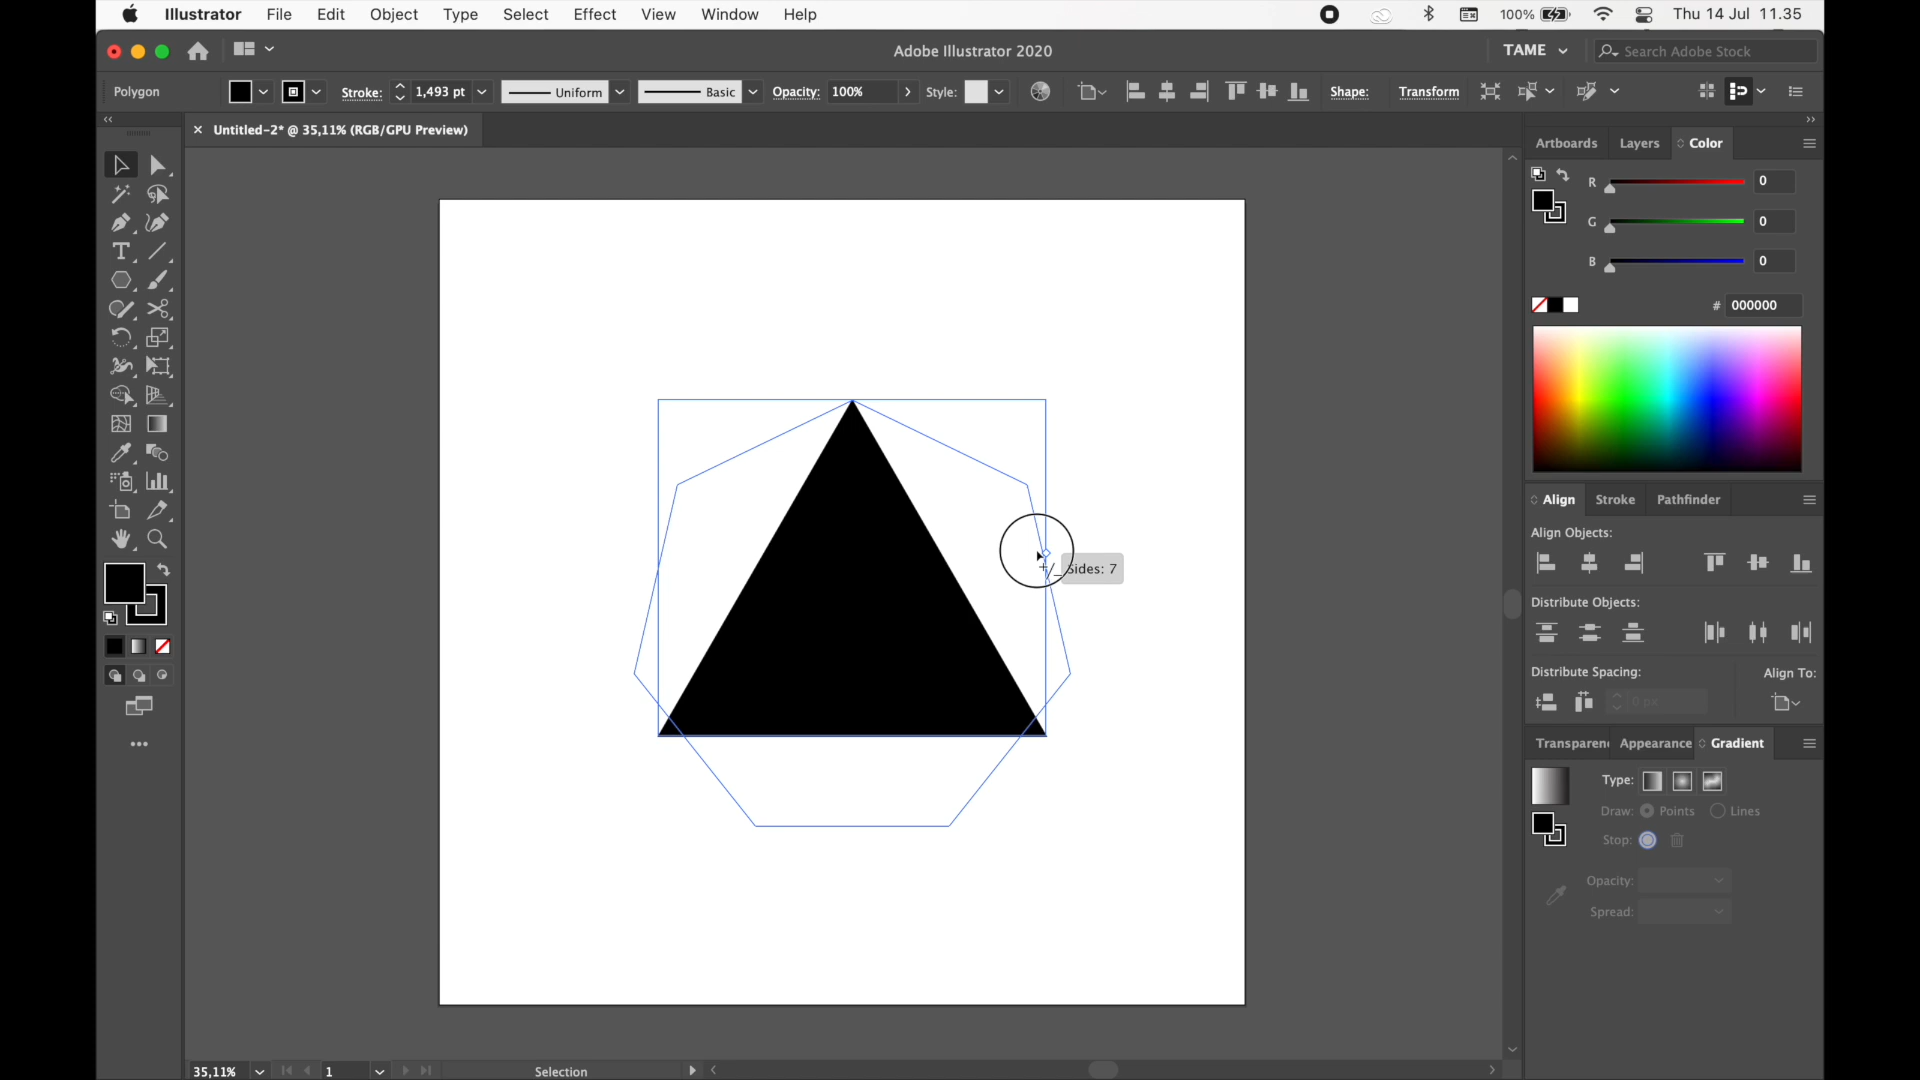 Illustrator File Edit Object Type Select Effect View Window Help 100% Thu 14 Jul 11.35
Adobe Illustrator 2020 TAME Search Adobe Stock
Polygon Stroke: 1,493 pt Uniform Basic Opacity: 100% Style: Shape: Transform
× Untitled-2* @ 35,11% (RGB/GPU Preview)
Artboards Layers Color
R 0
G 0
B 0
# 000000
Sides: 7
Align Stroke Pathfinder
Align Objects:
Distribute Objects:
Distribute Spacing: Align To:
0 px
Transparen Appearance Gradient
Type:
Draw: Points Lines
Stop:
Opacity:
Spread:
35,11% 1 Selection